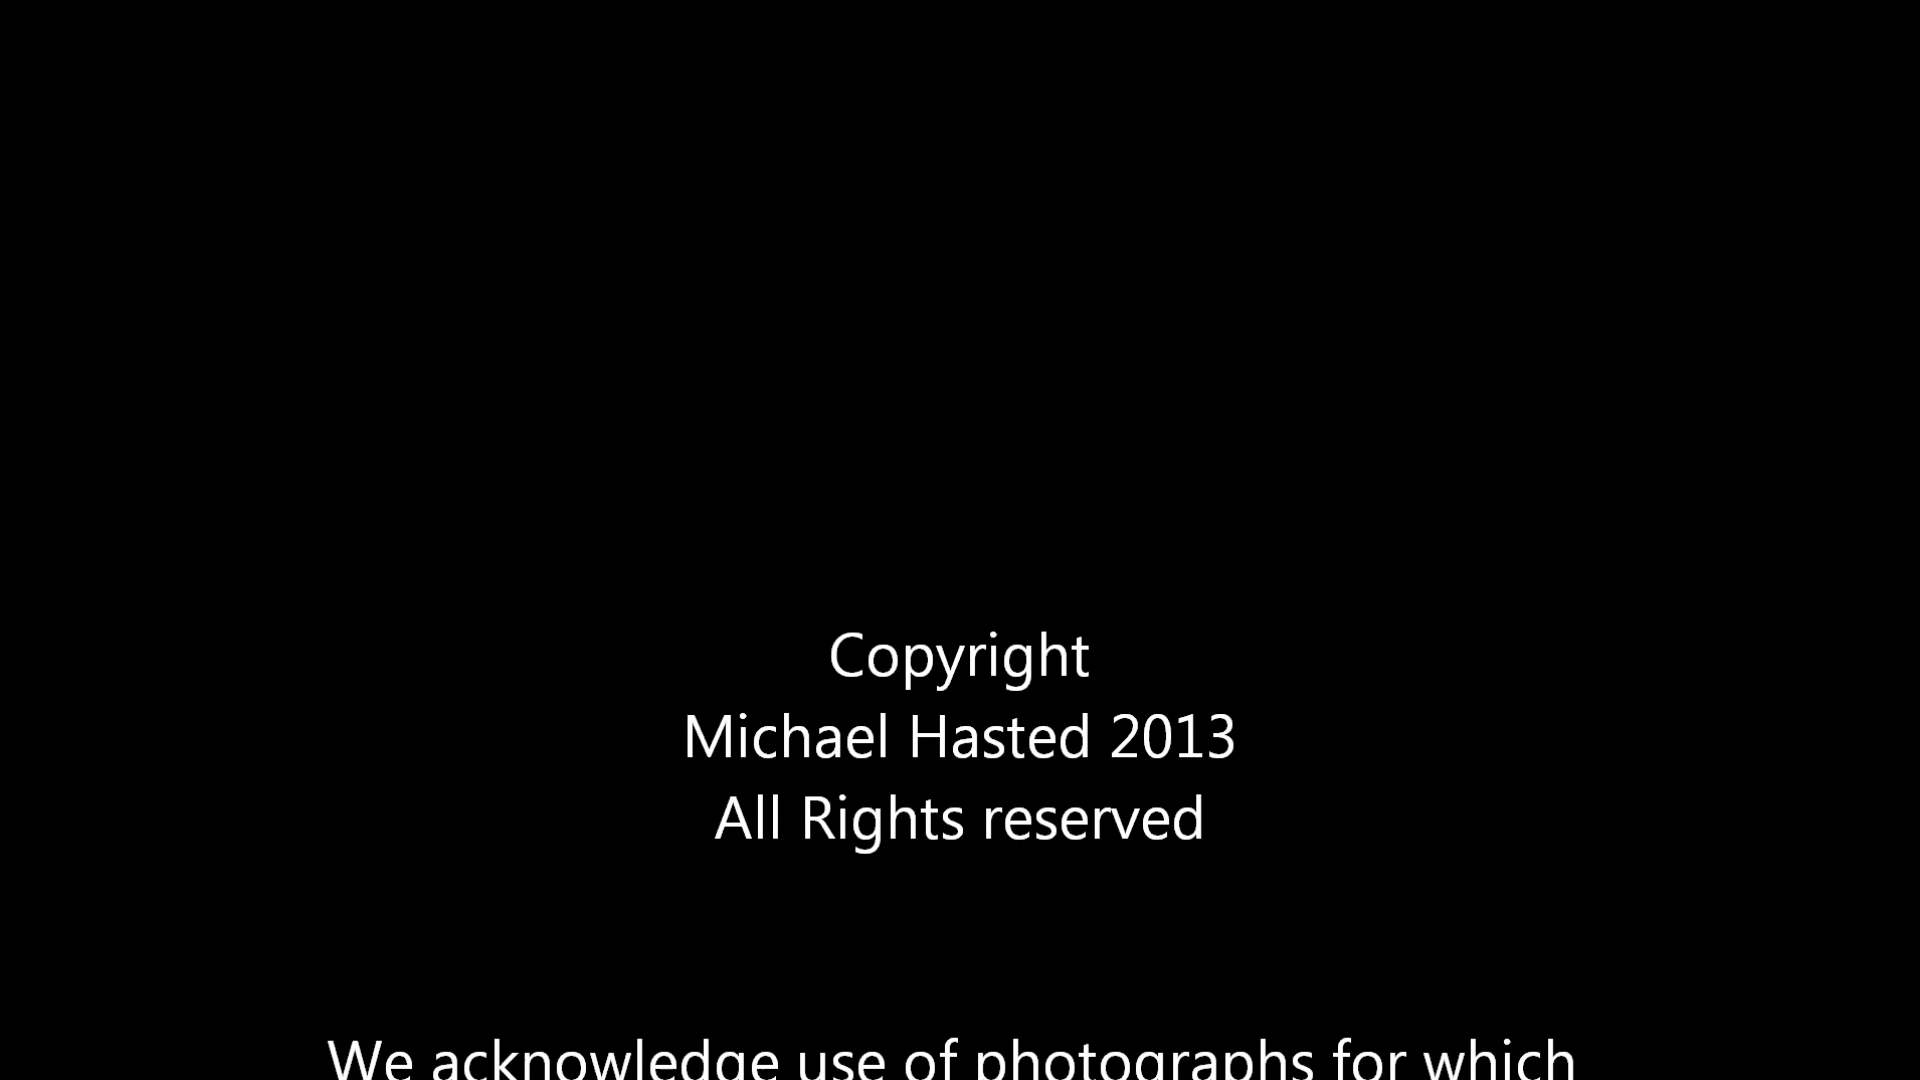 Copyright
Michael Hasted 2013
All Rights reserved
We acknowledge use of photographs for which